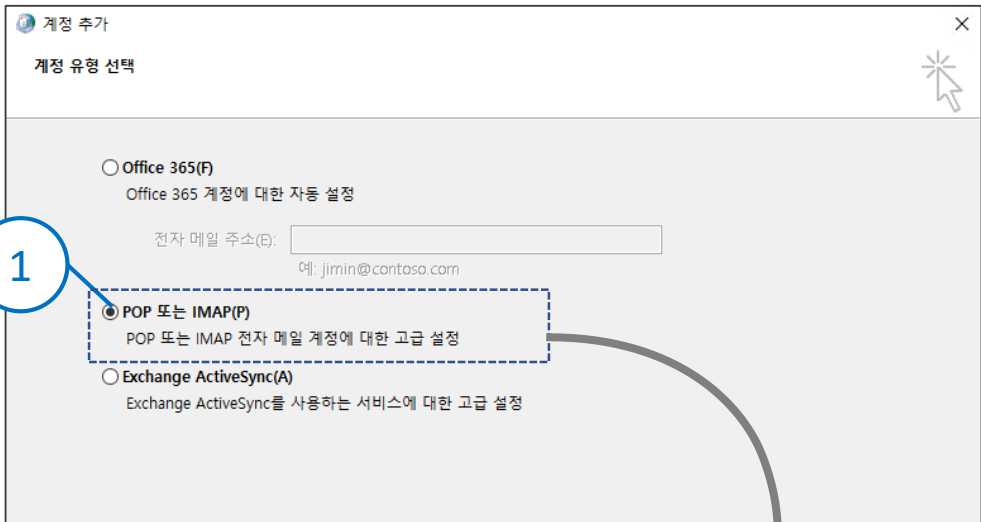 계정 추가
계정 유형 선택
Office 365(F)
Office 365 계정에 대한 자동 설정
전자 메일 주소(E):
예: jimin@contoso.com
1
POP 또는 IMAP(P)
POP 또는 IMAP 전자 메일 계정에 대한 고급 설정
Exchange ActiveSync(A)
Exchange ActiveSync를 사용하는 서비스에 대한 고급 설정